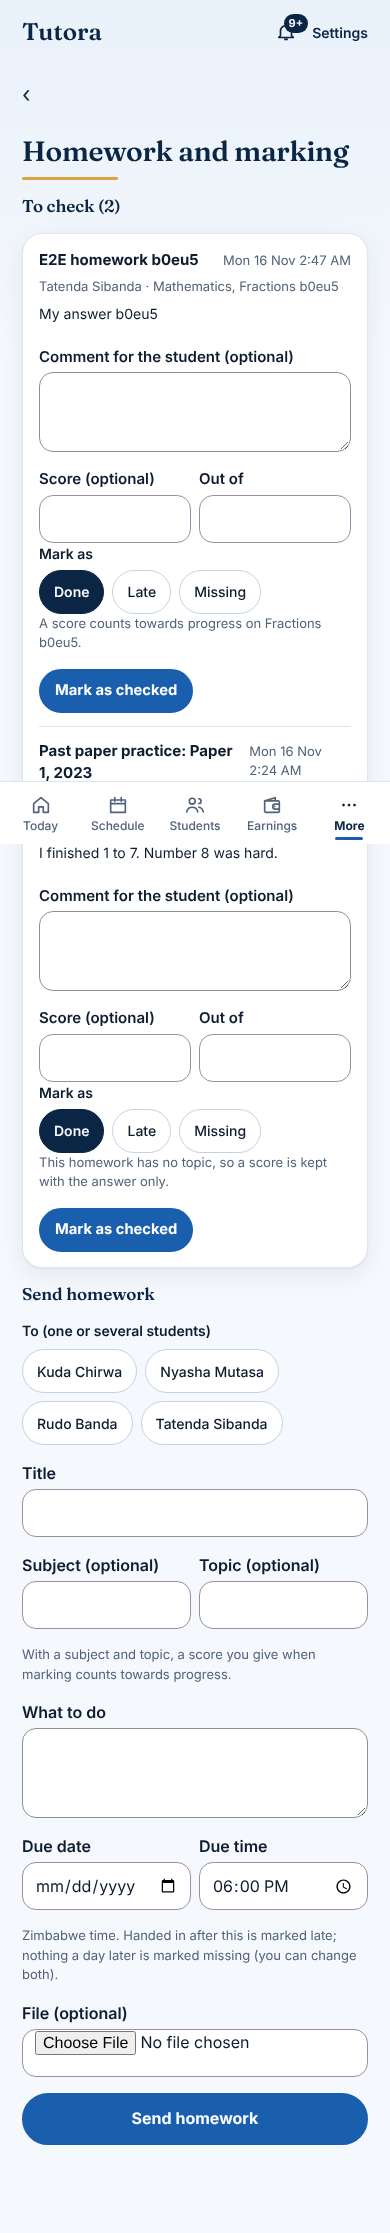 Tutora
9+
Settings
Homework and marking
To check (2)
E2E homework b0eu5
Mon 16 Nov 2:47 AM
Tatenda Sibanda · Mathematics, Fractions b0eu5
My answer b0eu5
Comment for the student (optional)
Score (optional)
Out of
Mark as
Done
Late
Missing
A score counts towards progress on Fractions
b0eu5.
Mark as checked
Past paper practice: Paper
1, 2023
Mon 16 Nov
2:24 AM
Today
Schedule
Students
Earnings
More
I finished 1 to 7. Number 8 was hard.
Comment for the student (optional)
Score (optional)
Out of
Mark as
Done
Late
Missing
This homework has no topic, so a score is kept
with the answer only.
Mark as checked
Send homework
To (one or several students)
Kuda Chirwa
Nyasha Mutasa
Rudo Banda
Tatenda Sibanda
Title
Subject (optional)
Topic (optional)
With a subject and topic, a score you give when
marking counts towards progress.
What to do
Due date
Due time
mm/dd/yyyy
06:00 PM
Zimbabwe time. Handed in after this is marked late;
nothing a day later is marked missing (you can change
both).
File (optional)
Choose File No file chosen
Send homework